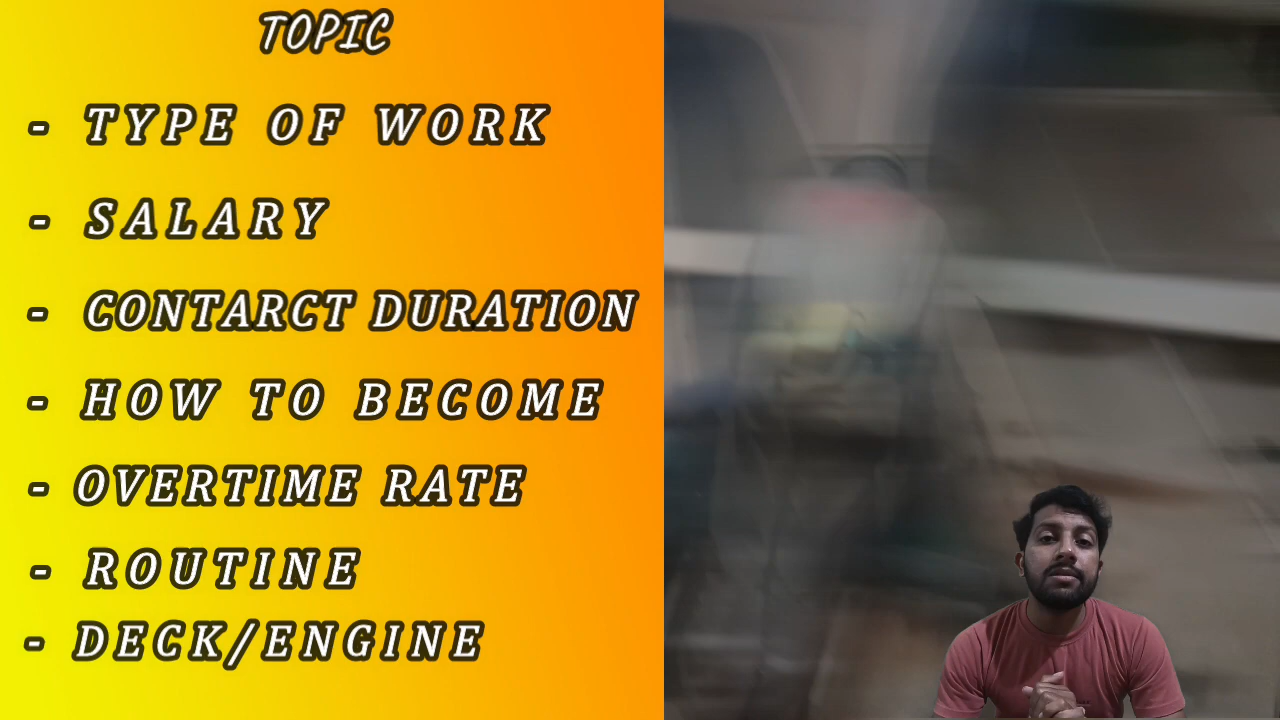 TOPIC
- TYPE OF WORK
- SALARY
- CONTARCT DURATION
- HOW TO BECOME
- OVERTIME RATE
- ROUTINE
- DECK/ENGINE